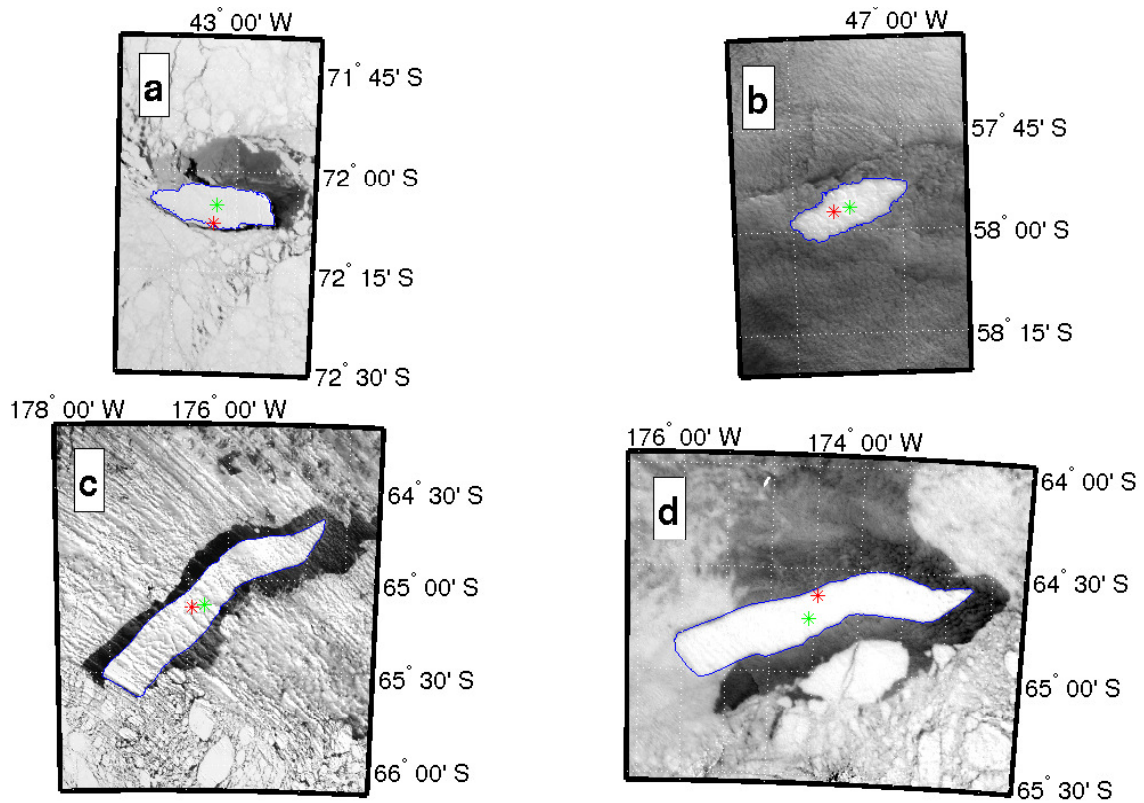 43° 00' W
a
71° 45' S
72° 00' S
72° 15' S
72° 30' S
47° 00' W
b
57° 45' S
58° 00' S
58° 15' S
178° 00' W 176° 00' W
c
64° 30' S
65° 00' S
65° 30' S
66° 00' S
176° 00' W 174° 00' W
d
64° 00' S
64° 30' S
65° 00' S
65° 30' S